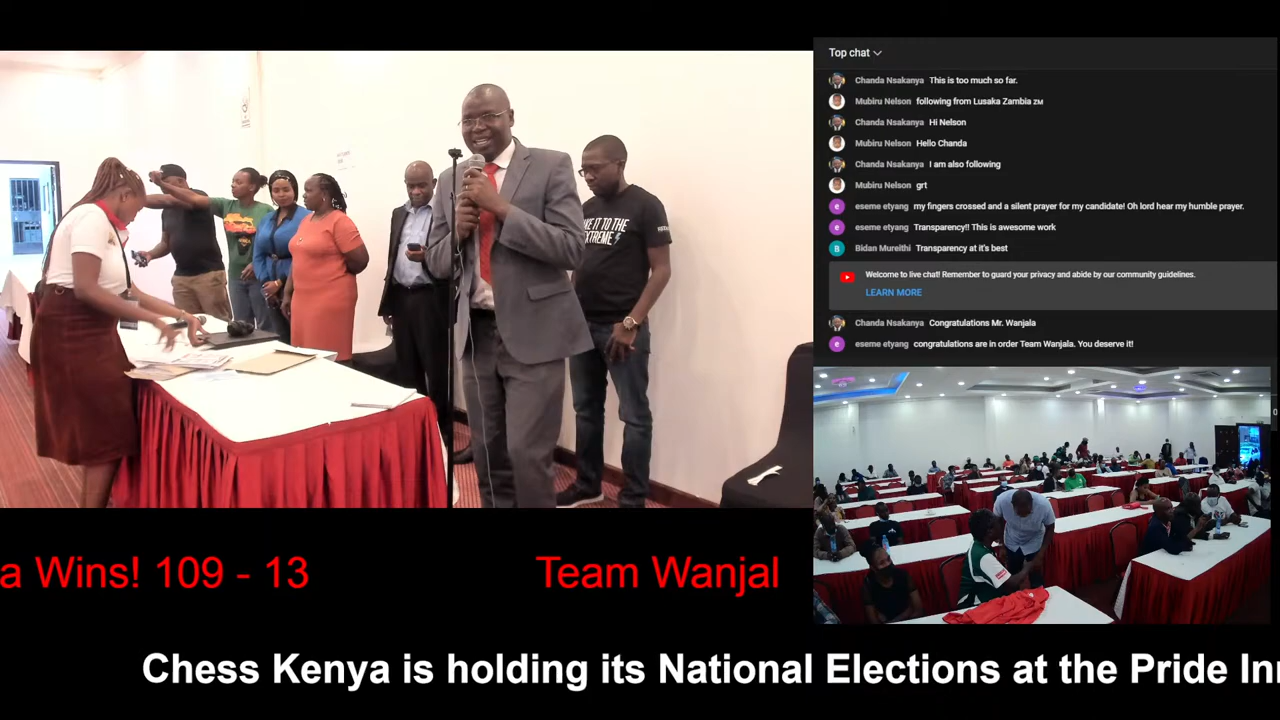 Top chat
Chanda Nsakanya This is too much so far.
Mubiru Nelson following from Lusaka Zambia ZM
Chanda Nsakanya Hi Nelson
Mubiru Nelson Hello Chanda
Chanda Nsakanya I am also following
Mubiru Nelson grt
e eseme etyang my fingers crossed and a silent prayer for my candidate! Oh lord hear my humble prayer.
e eseme etyang Transparency!! This is awesome work
B Bidan Mureithi Transparency at it's best
Welcome to live chat! Remember to guard your privacy and abide by our community guidelines.
LEARN MORE
Chanda Nsakanya Congratulations Mr. Wanjala
e eseme etyang congratulations are in order Team Wanjala. You deserve it!
IT TO THE
EXTREME
a Wins! 109 - 13 Team Wanjal
Chess Kenya is holding its National Elections at the Pride Inn